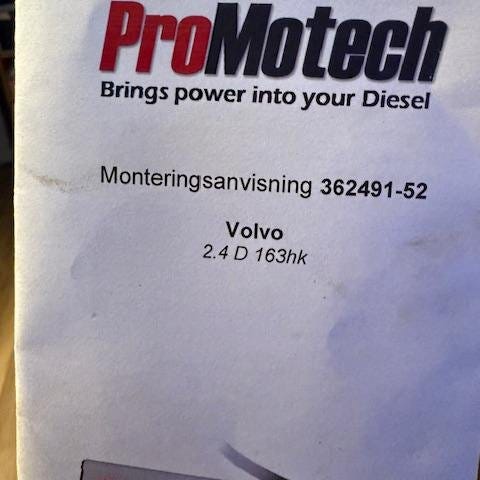 ProMotech
Brings power into your Diesel
Monteringsanvisning 362491-52
Volvo
2.4 D 163hk